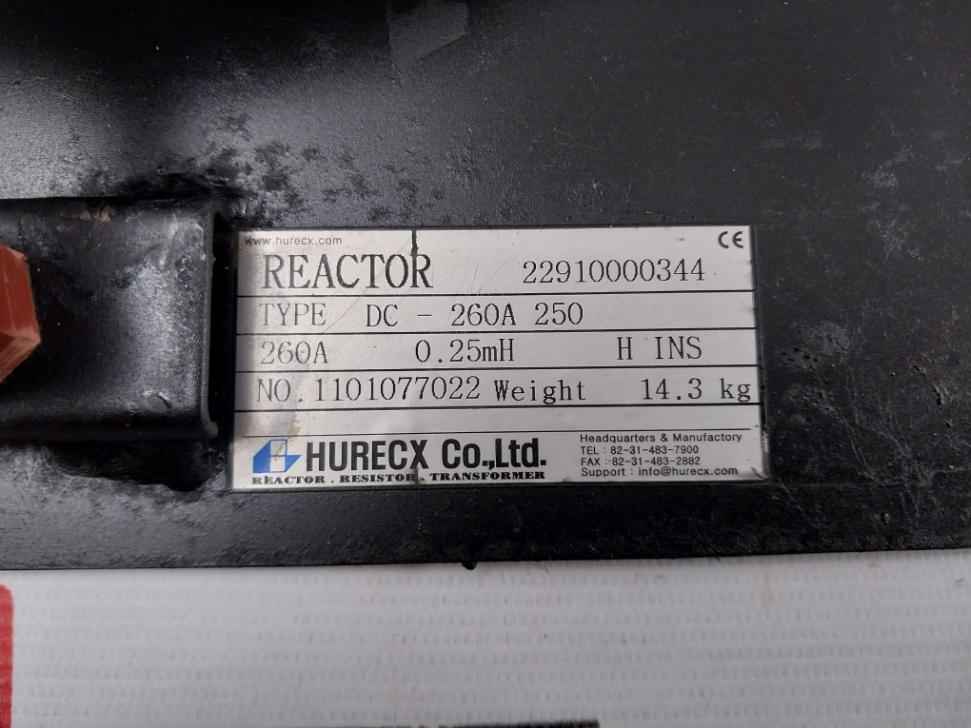 www.hurecx.com CE
REACTOR 22910000344
TYPE DC - 260A 250
260A 0.25mH H INS
NO.1101077022 Weight 14.3 kg
HURECX Co.,Ltd.
REACTOR . RESISTOR . TRANSFORMER
Headquarters & Manufactory
TEL : 82-31-483-7900
FAX : 82-31-483-2882
Support : info@hurecx.com